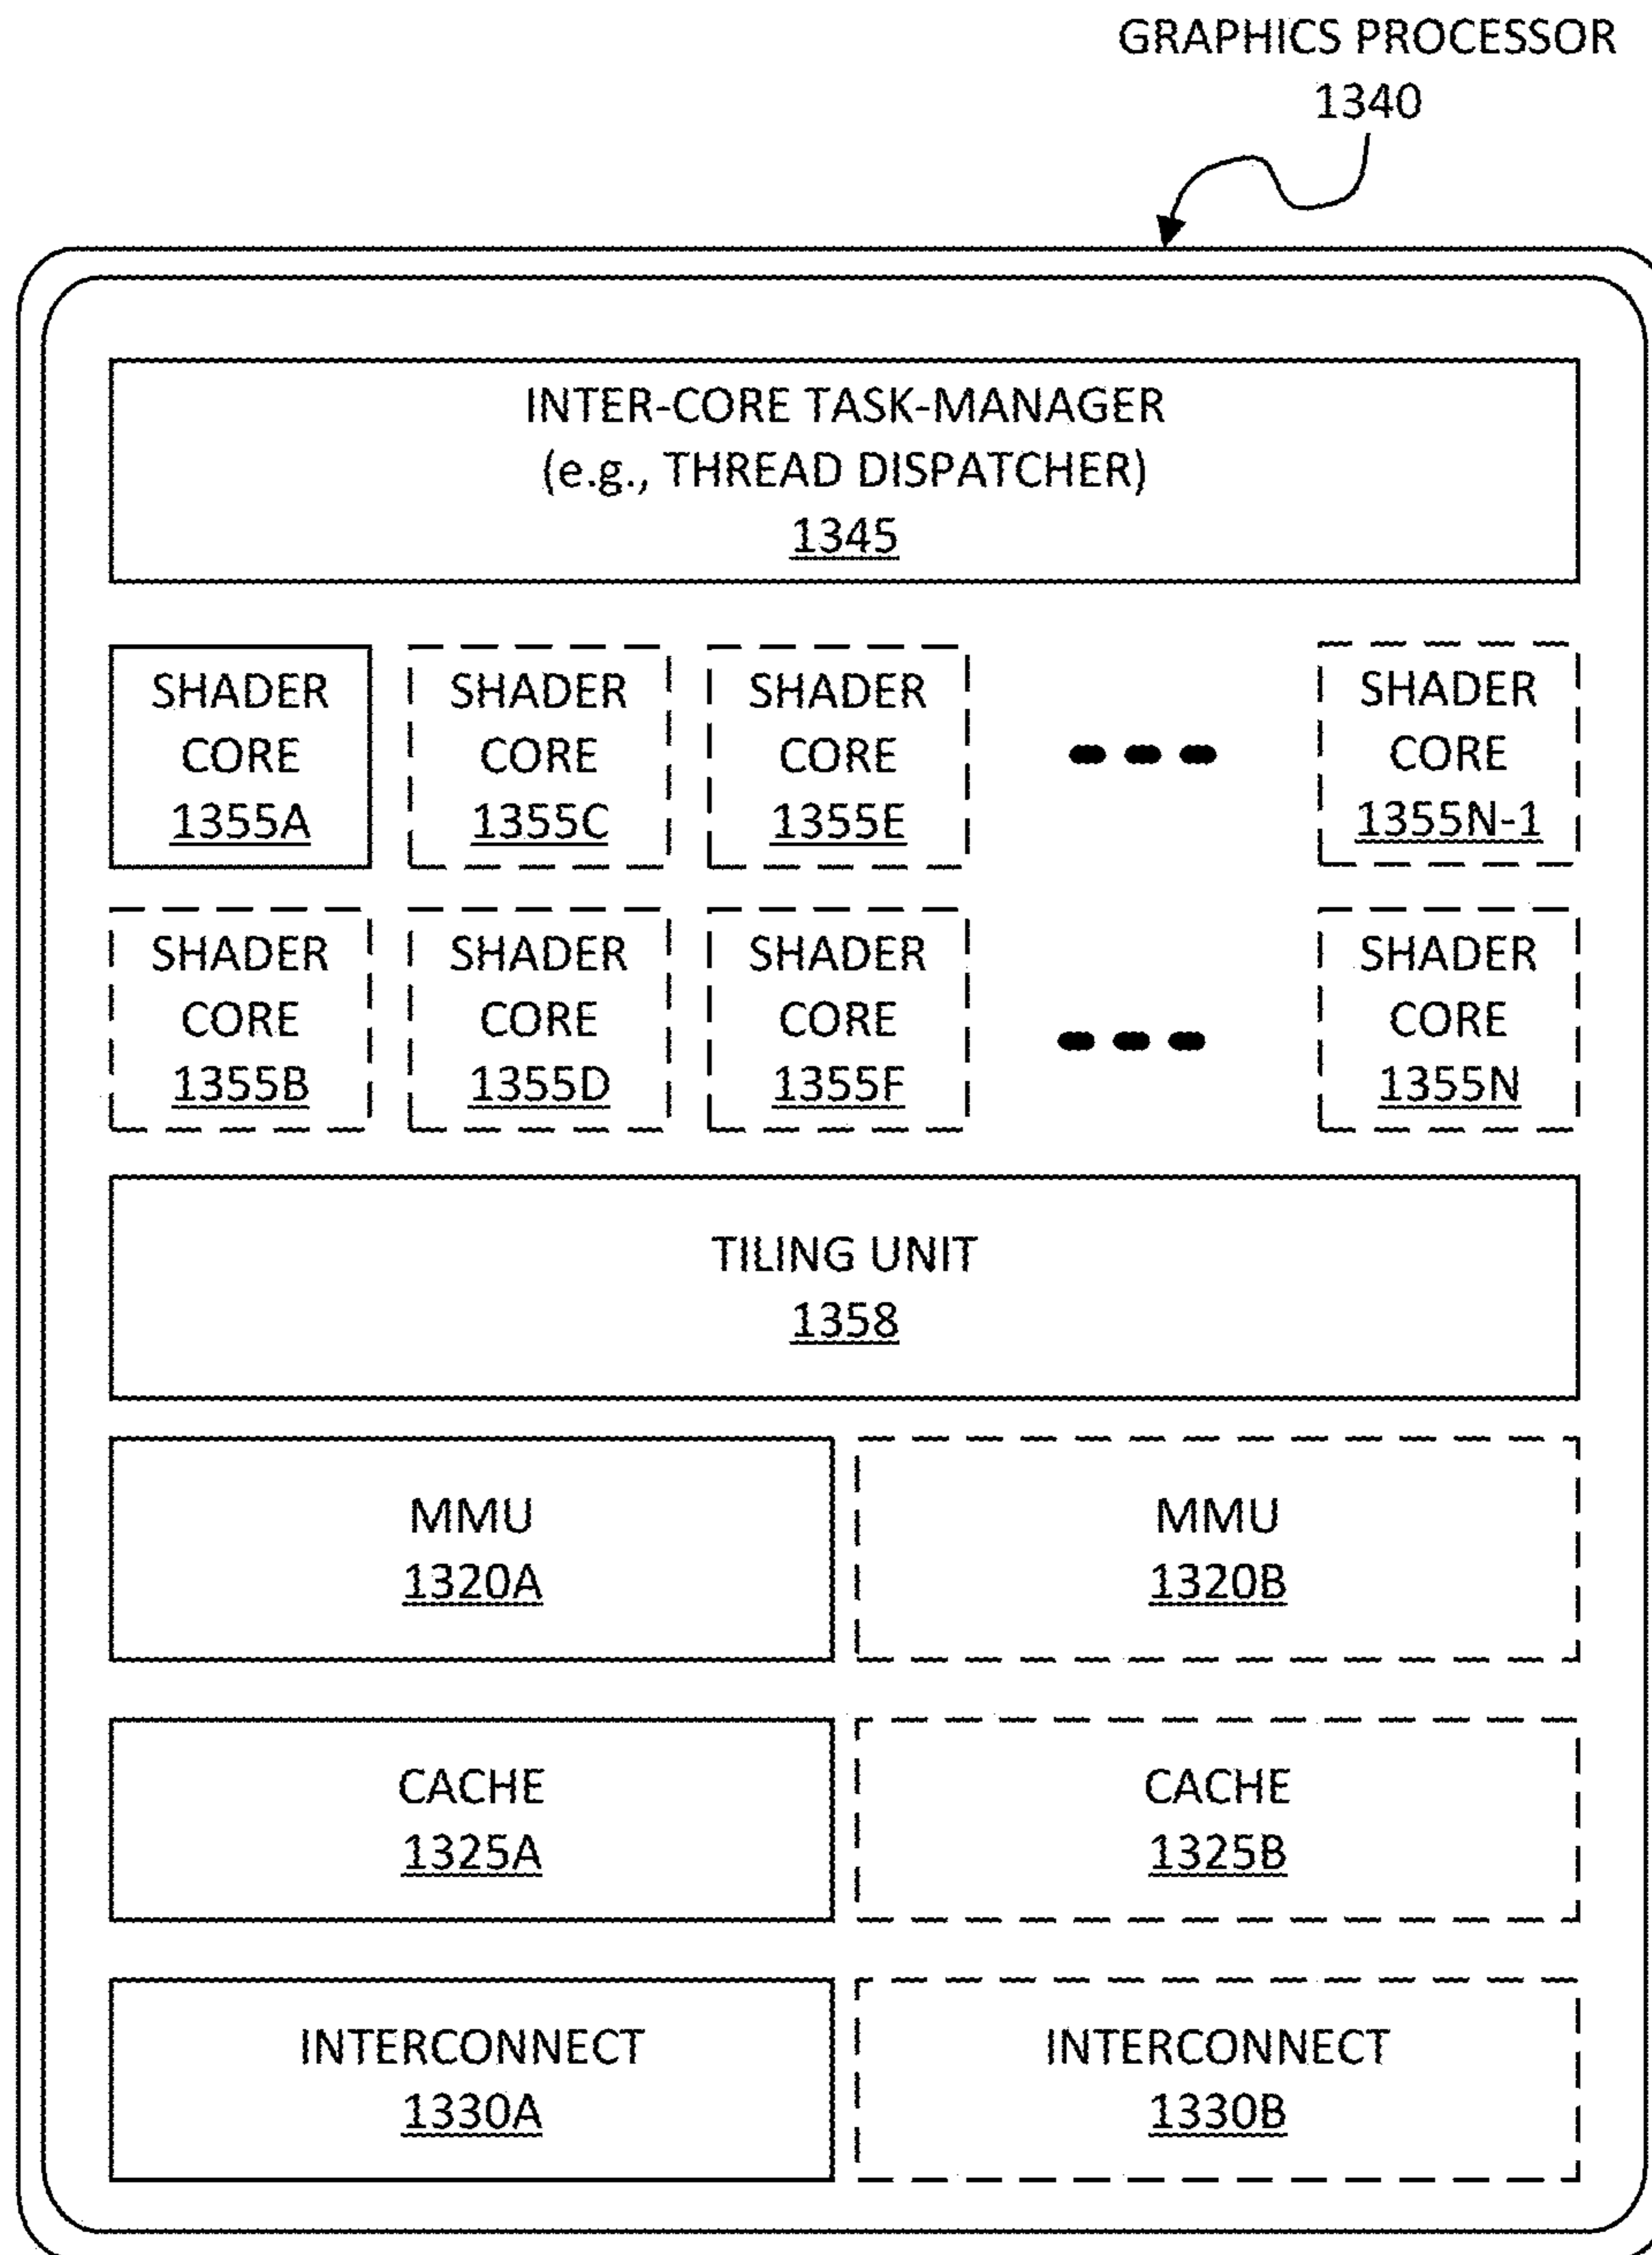 GRAPHICS PROCESSOR
1340
INTER-CORE TASK-MANAGER
(e.g., THREAD DISPATCHER)
1345
SHADER
CORE
1355A
SHADER
CORE
1355C
SHADER
CORE
1355E
SHADER
CORE
1355N-1
SHADER
CORE
1355B
SHADER
CORE
1355D
SHADER
CORE
1355F
SHADER
CORE
1355N
TILING UNIT
1358
MMU
1320A
MMU
1320B
CACHE
1325A
CACHE
1325B
INTERCONNECT
1330A
INTERCONNECT
1330B